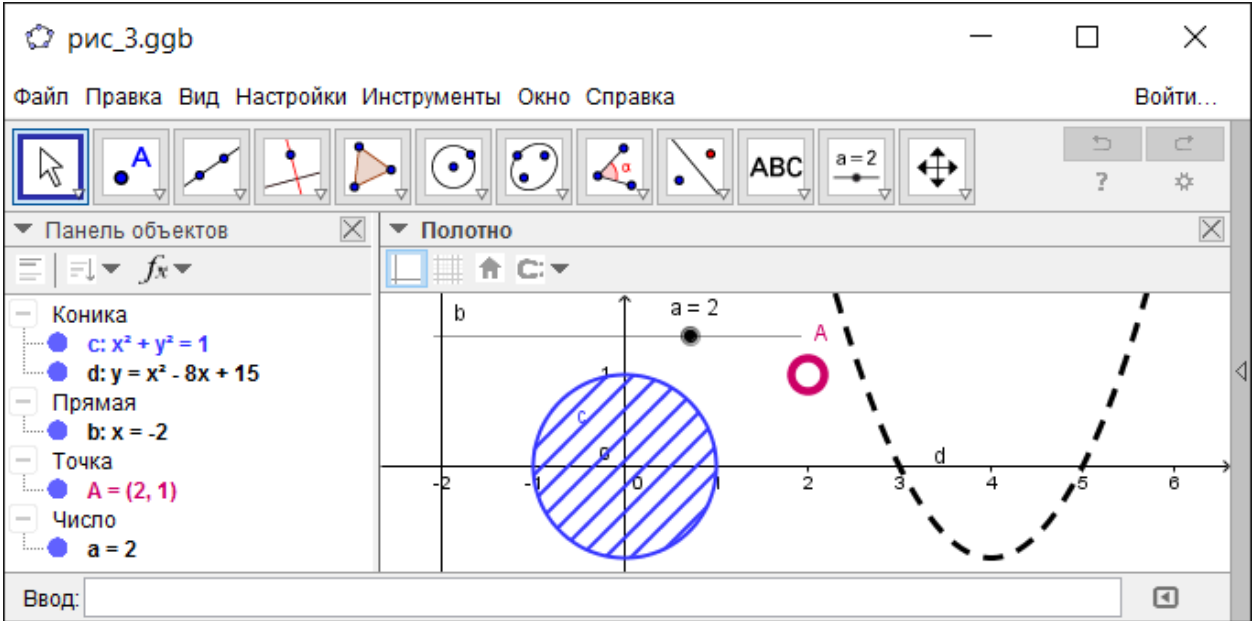 рис_3.ggb
Файл Правка Вид Настройки Инструменты Окно Справка Войти...
A α ABC a = 2 ?
Панель объектов Полотно
fx
Коника
c: x² + y² = 1
d: y = x² - 8x + 15
Прямая
b: x = -2
Точка
A = (2, 1)
Число
a = 2
b a = 2
A
1
c
0 d
-2 -1 0 1 2 3 4 5 6
Ввод: